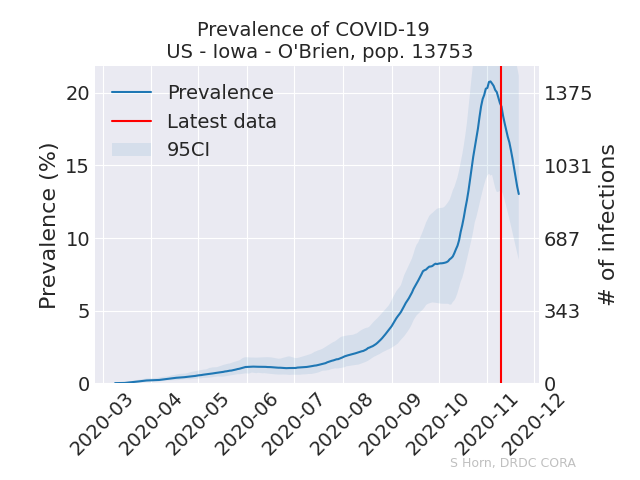 Prevalence of COVID-19
US - Iowa - O'Brien, pop. 13753
Prevalence
Latest data
95CI
Prevalence (%)
20
15
10
5
0
1375
1031
687
343
0
# of infections
2020-03
2020-04
2020-05
2020-06
2020-07
2020-08
2020-09
2020-10
2020-11
2020-12
S Horn, DRDC CORA